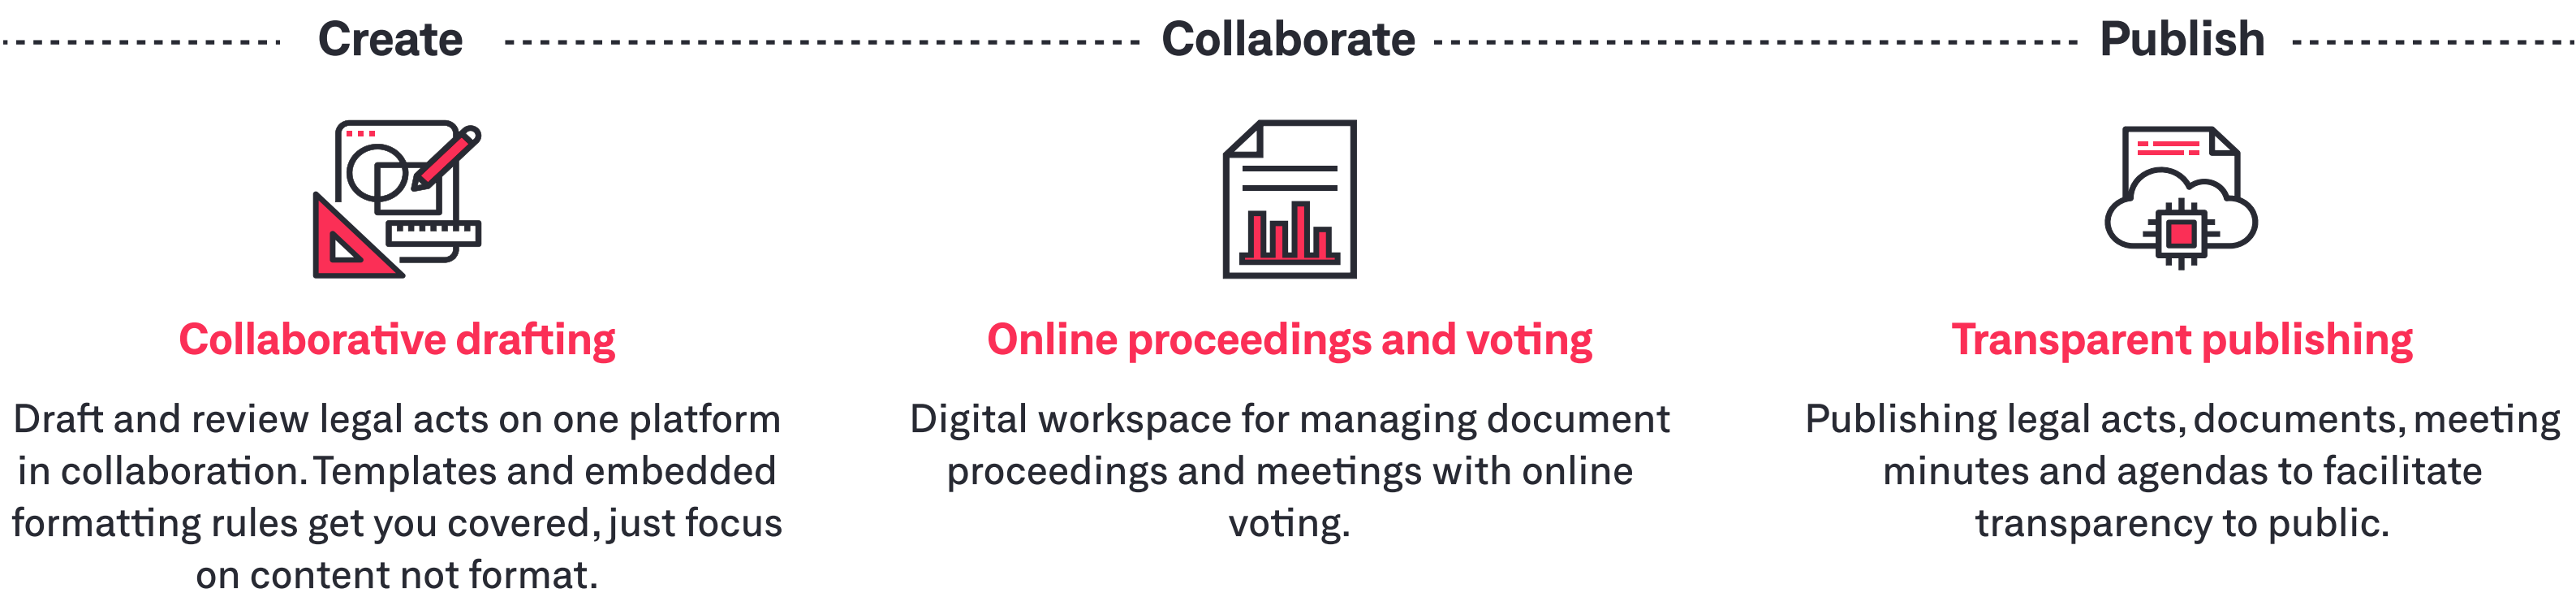 Create
Collaborate
Publish
Collaborative drafting
Draft and review legal acts on one platform
in collaboration. Templates and embedded
formatting rules get you covered, just focus
on content not format.
Online proceedings and voting
Digital workspace for managing document
proceedings and meetings with online
voting.
Transparent publishing
Publishing legal acts, documents, meeting
minutes and agendas to facilitate
transparency to public.